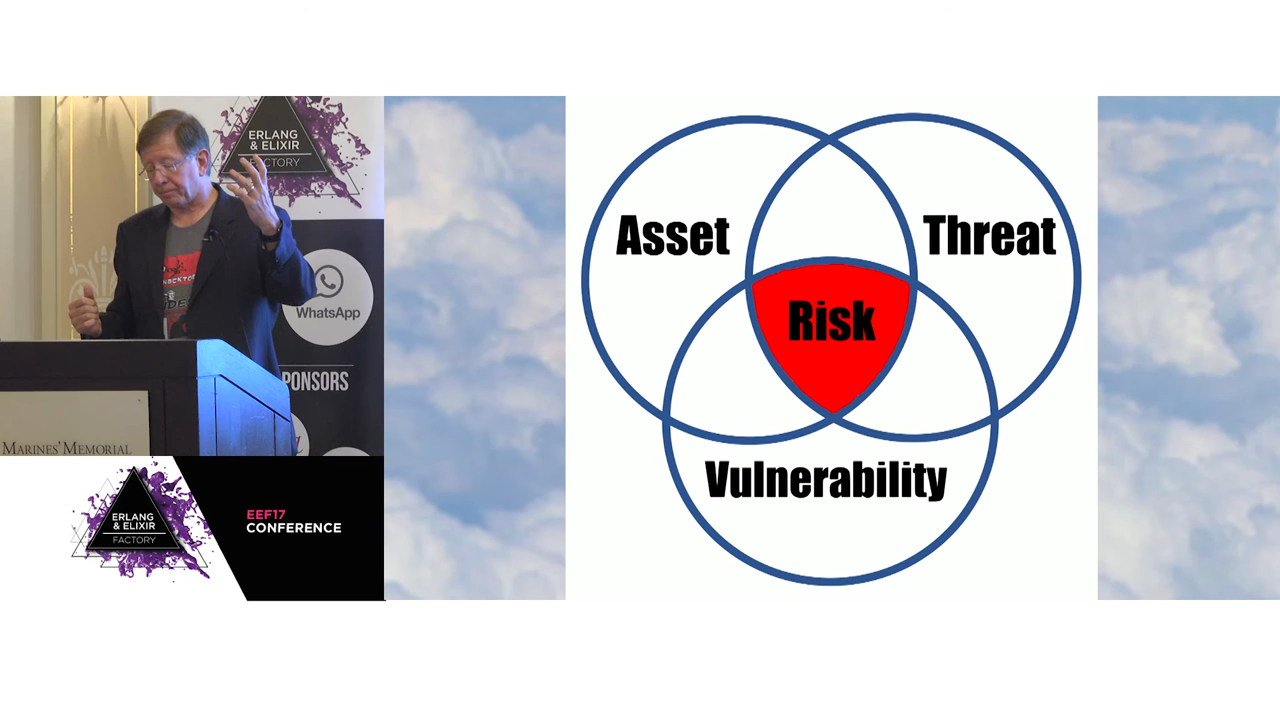 ERLANG
& ELIXIR
FACTORY
WhatsApp
PONSORS
MARINES' MEMORIAL
ERLANG
& ELIXIR
FACTORY
EEF17
CONFERENCE
Asset
Threat
Risk
Vulnerability